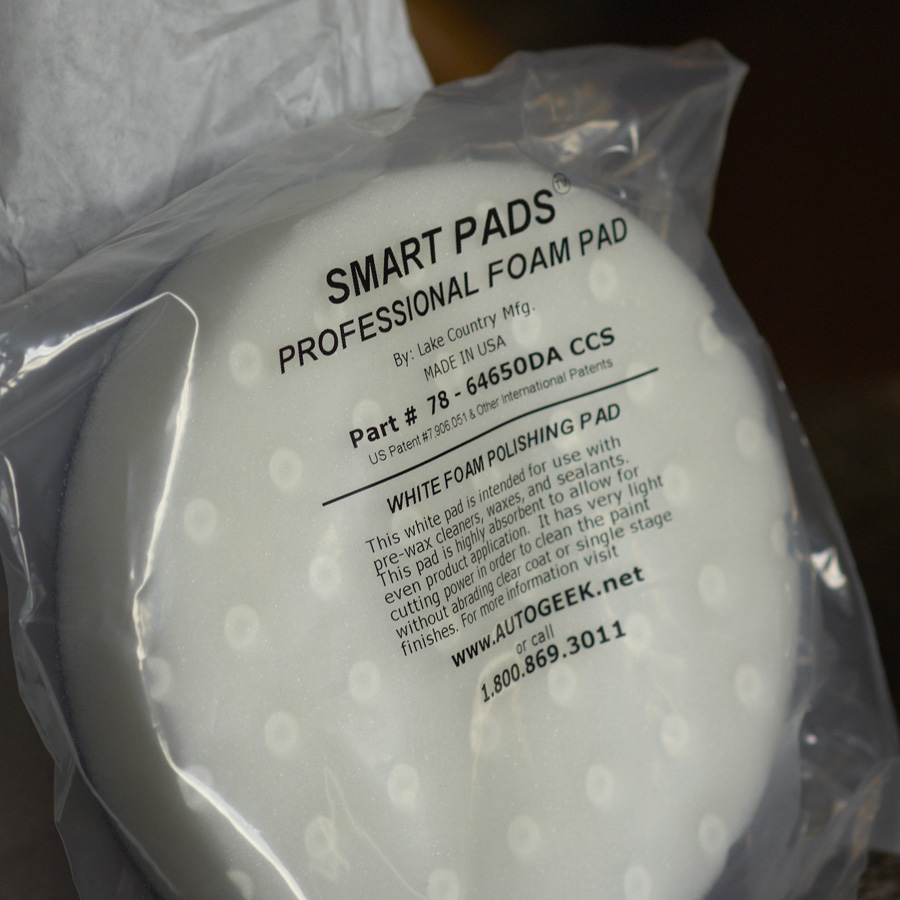 SMART PADS®
PROFESSIONAL FOAM PAD
By: Lake Country Mfg.
MADE IN USA
Part # 78 - 64650DA CCS
US Patent #7,906,051 & Other International Patents
WHITE FOAM POLISHING PAD
This white pad is intended for use with
pre-wax cleaners, waxes, and sealants.
This pad is highly absorbent to allow for
even product application. It has very light
cutting power in order to clean the paint
without abrading clear coat or single stage
finishes. For more information visit
www.AUTOGEEK.net
or call
1.800.869.3011